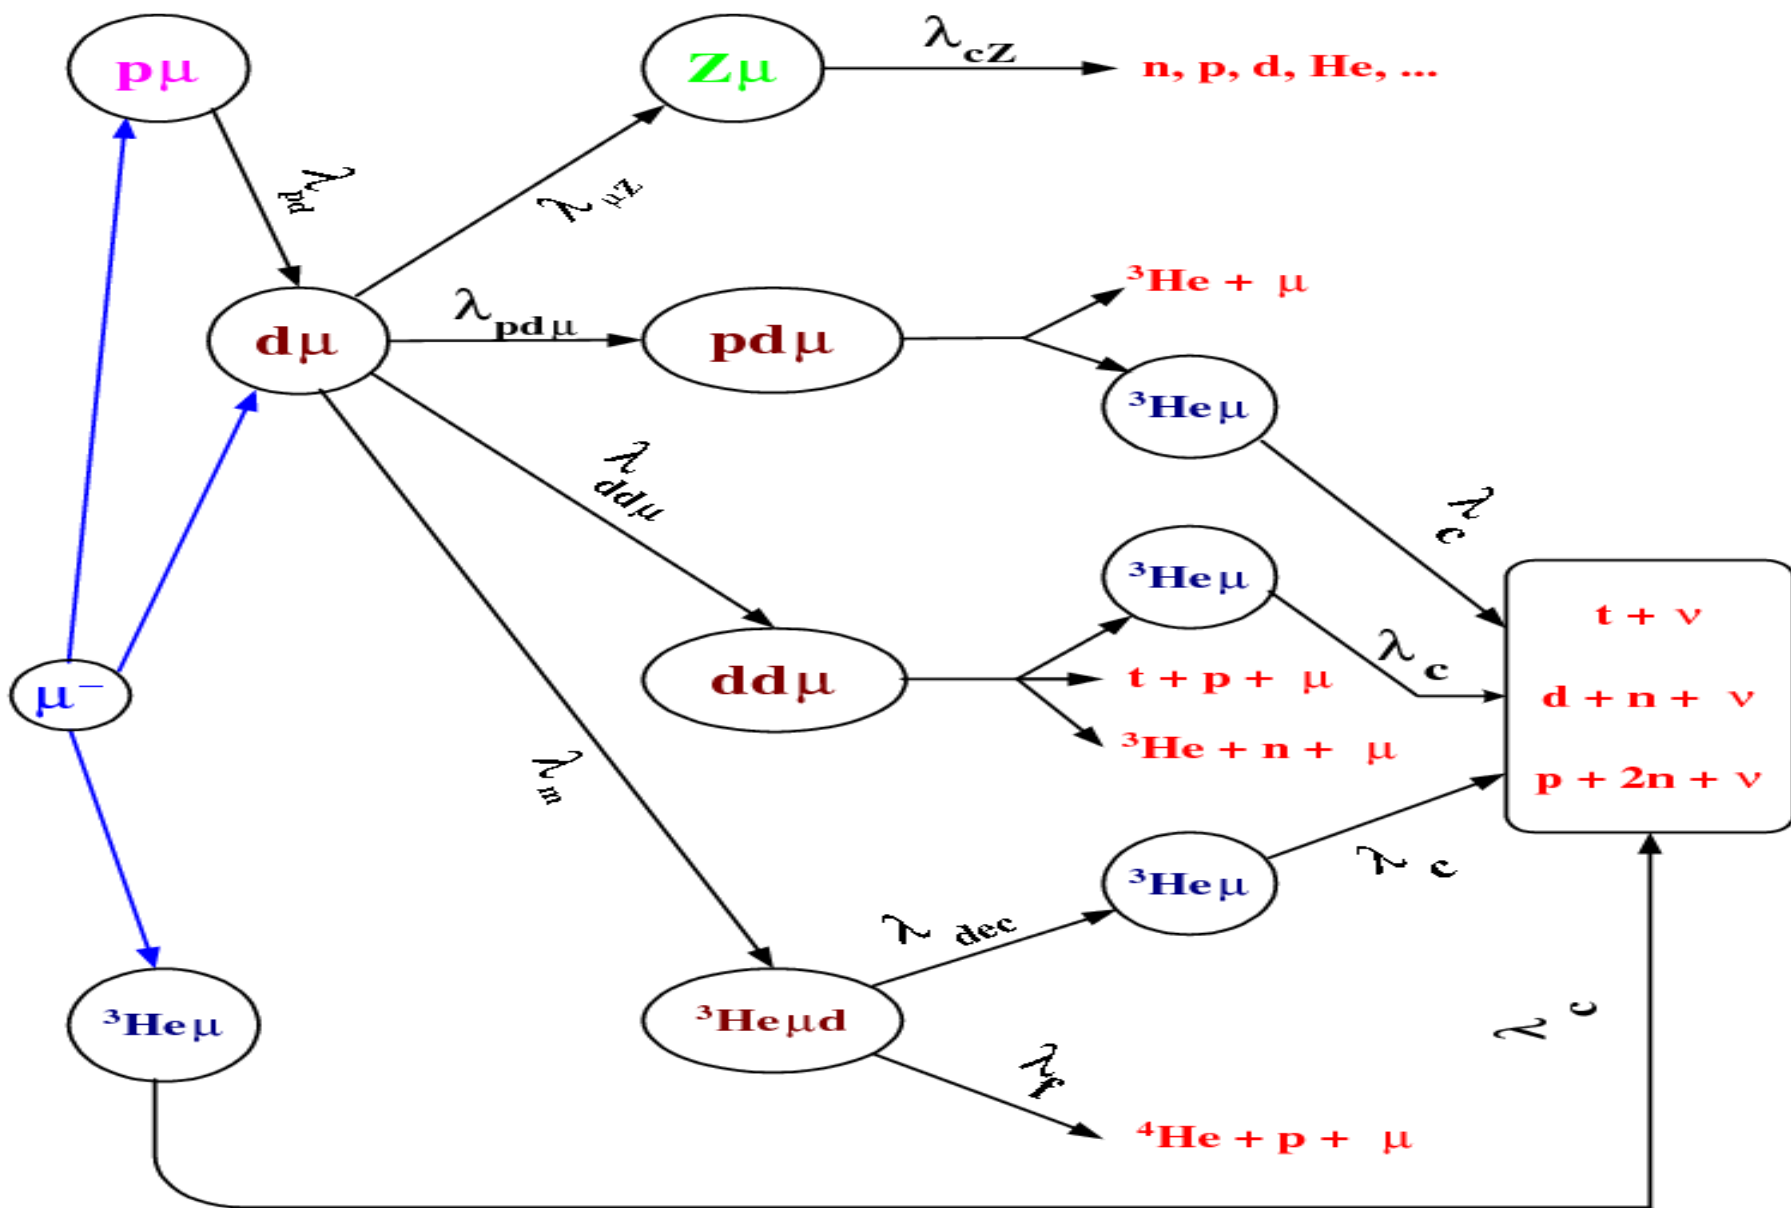 pμ
Zμ
λcZ
n, p, d, He, ...
λpd
λμZ
dμ
λpdμ
pdμ
³He + μ
³Heμ
λddμ
λc
³Heμ
t + ν
μ⁻
ddμ
t + p + μ
λc
d + n + ν
³He + n + μ
λm
p + 2n + ν
³Heμ
λc
λdec
³Heμ
³Heμd
λc
λf
⁴He + p + μ